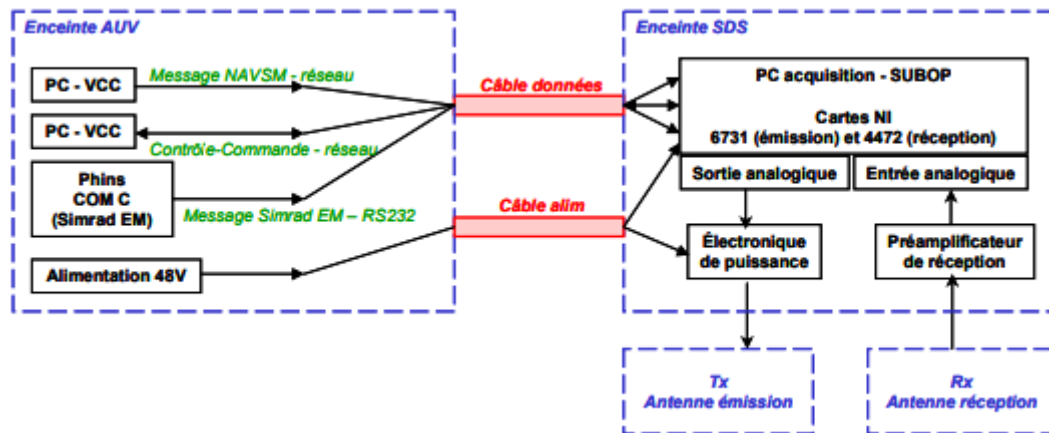 Enceinte AUV
PC - VCC
Message NAVSM - réseau
PC - VCC
Contrôle-Commande - réseau
Phins
COM C
(Simrad EM)
Message Simrad EM – RS232
Alimentation 48V
Câble données
Câble alim
Enceinte SDS
PC acquisition - SUBOP
Cartes NI
6731 (émission) et 4472 (réception)
Sortie analogique
Entrée analogique
Électronique
de puissance
Préamplificateur
de réception
Tx
Antenne émission
Rx
Antenne réception